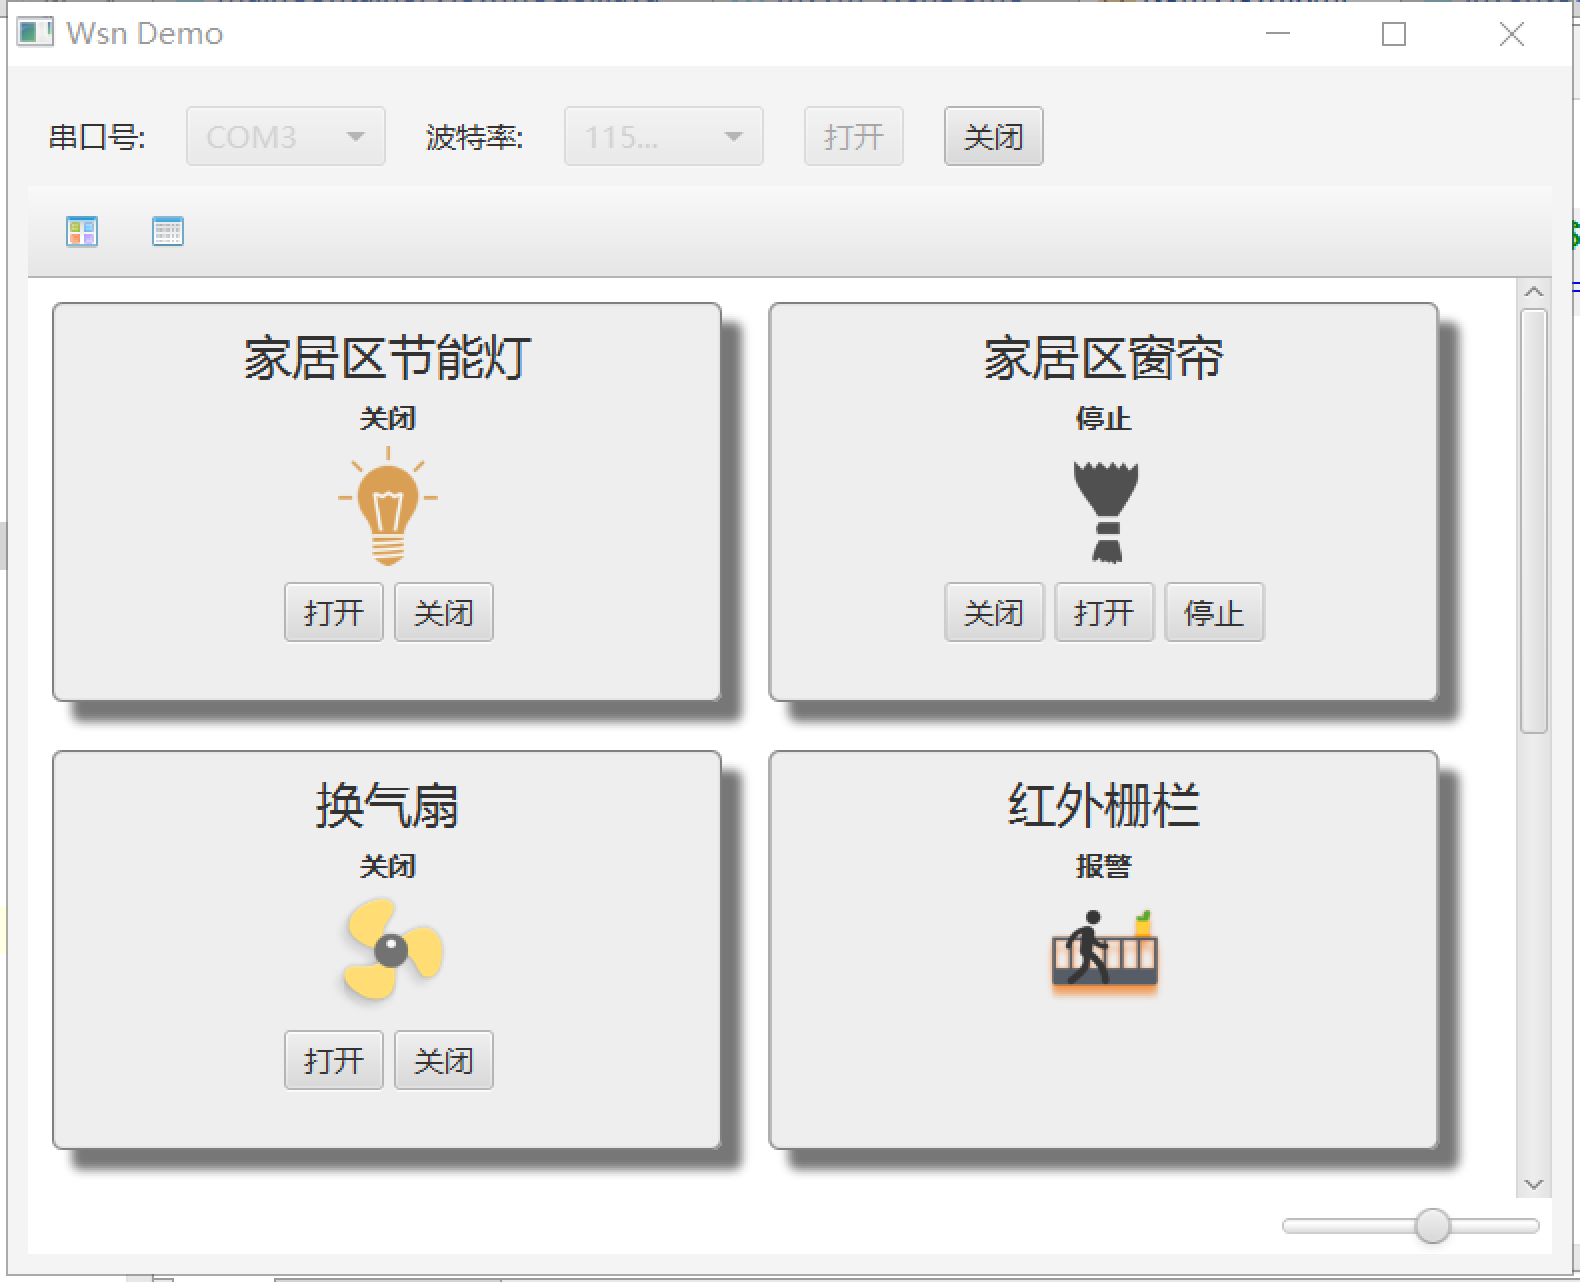 Wsn Demo
串口号: COM3 波特率: 115... 打开 关闭
家居区节能灯
关闭
打开 关闭
家居区窗帘
停止
关闭 打开 停止
换气扇
关闭
打开 关闭
红外栅栏
报警